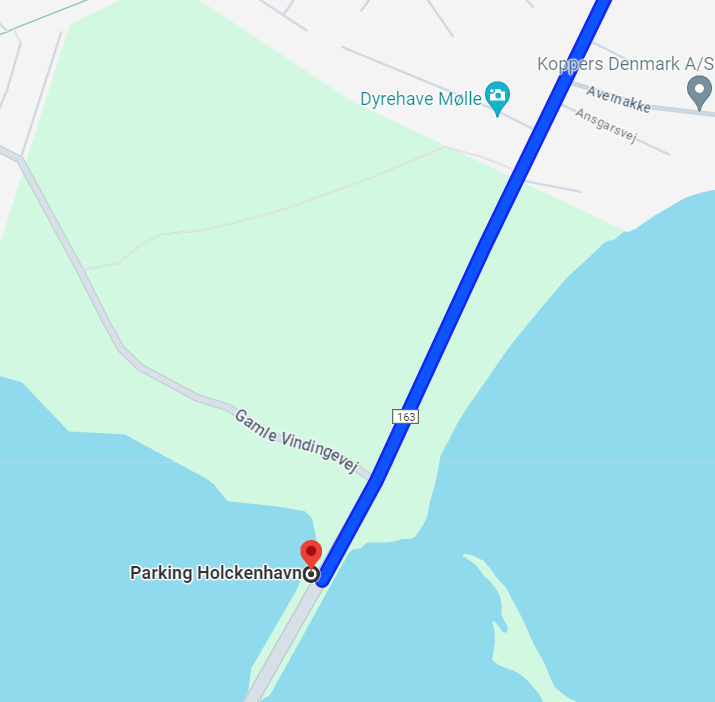 Koppers Denmark A/S
Dyrehave Mølle
Avernakke
Ansgarsvej
163
Gamle Vindingevej
Parking Holckenhavn